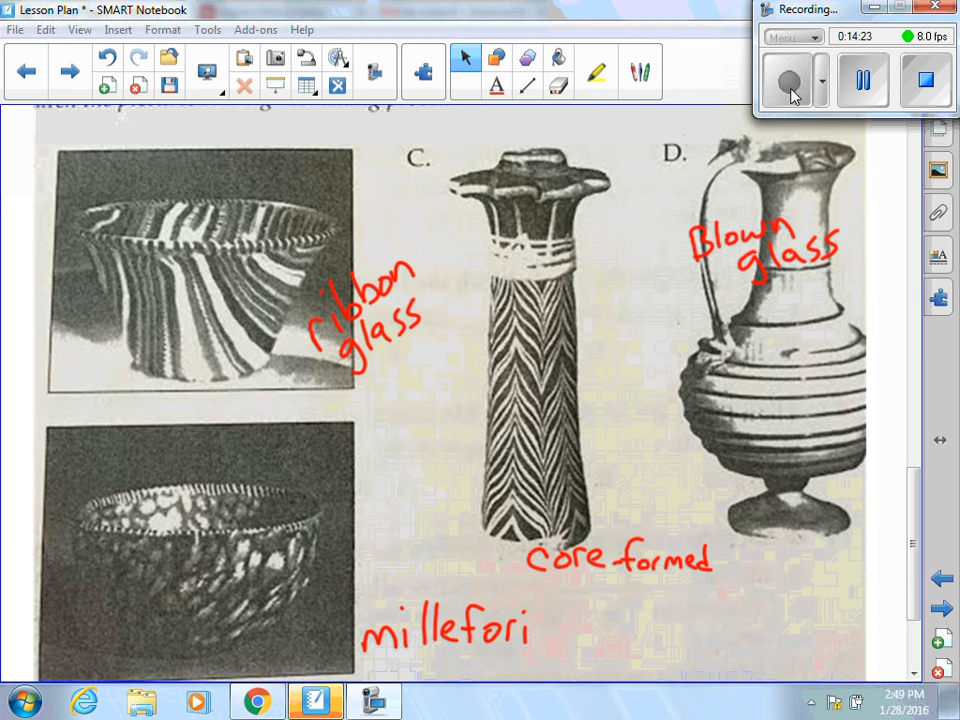 Lesson Plan * - SMART Notebook
Recording...
File Edit View Insert Format Tools Add-ons Help
Menu 0:14:23 8.0 fps
C.
D.
Blown
glass
ribbon
glass
core formed
millefori
2:49 PM
1/28/2016